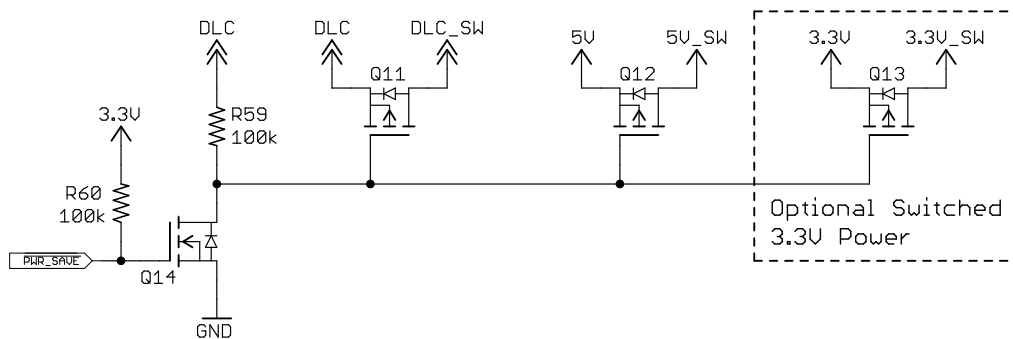 DLC
DLC
DLC_SW
5V
5V_SW
3.3V
3.3V_SW
Q11
Q12
Q13
3.3V
R59
100k
R60
100k
Optional Switched
3.3V Power
PWR_SAVE
Q14
GND